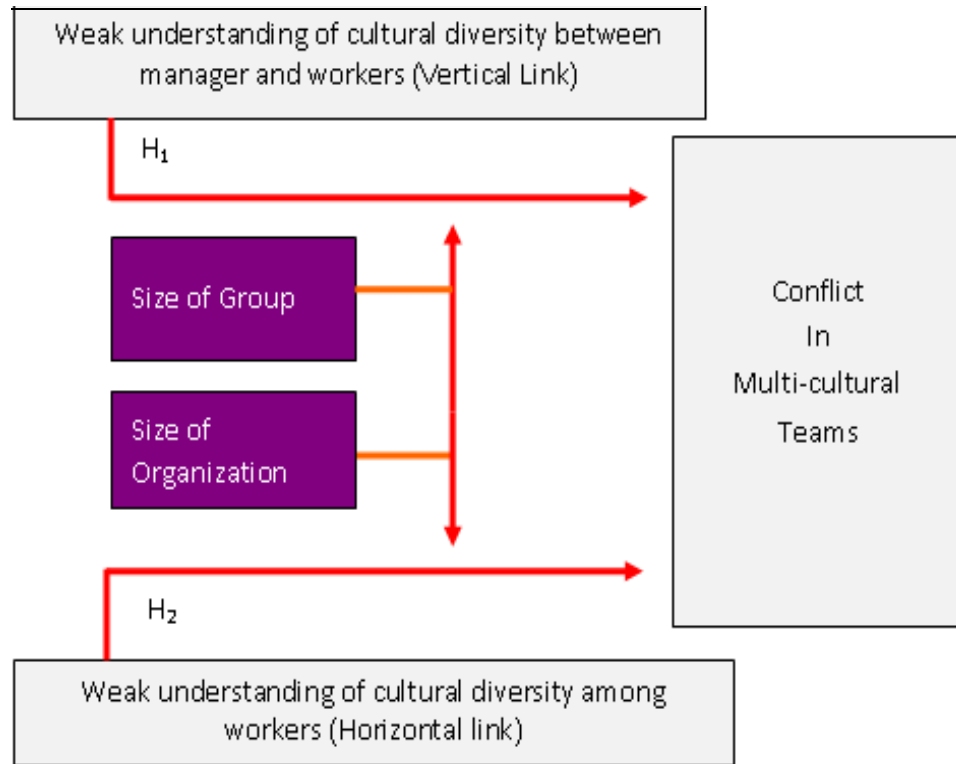 Weak understanding of cultural diversity between
manager and workers (Vertical Link)
H₁
Size of Group
Size of
Organization
Conflict
In
Multi-cultural
Teams
H₂
Weak understanding of cultural diversity among
workers (Horizontal link)